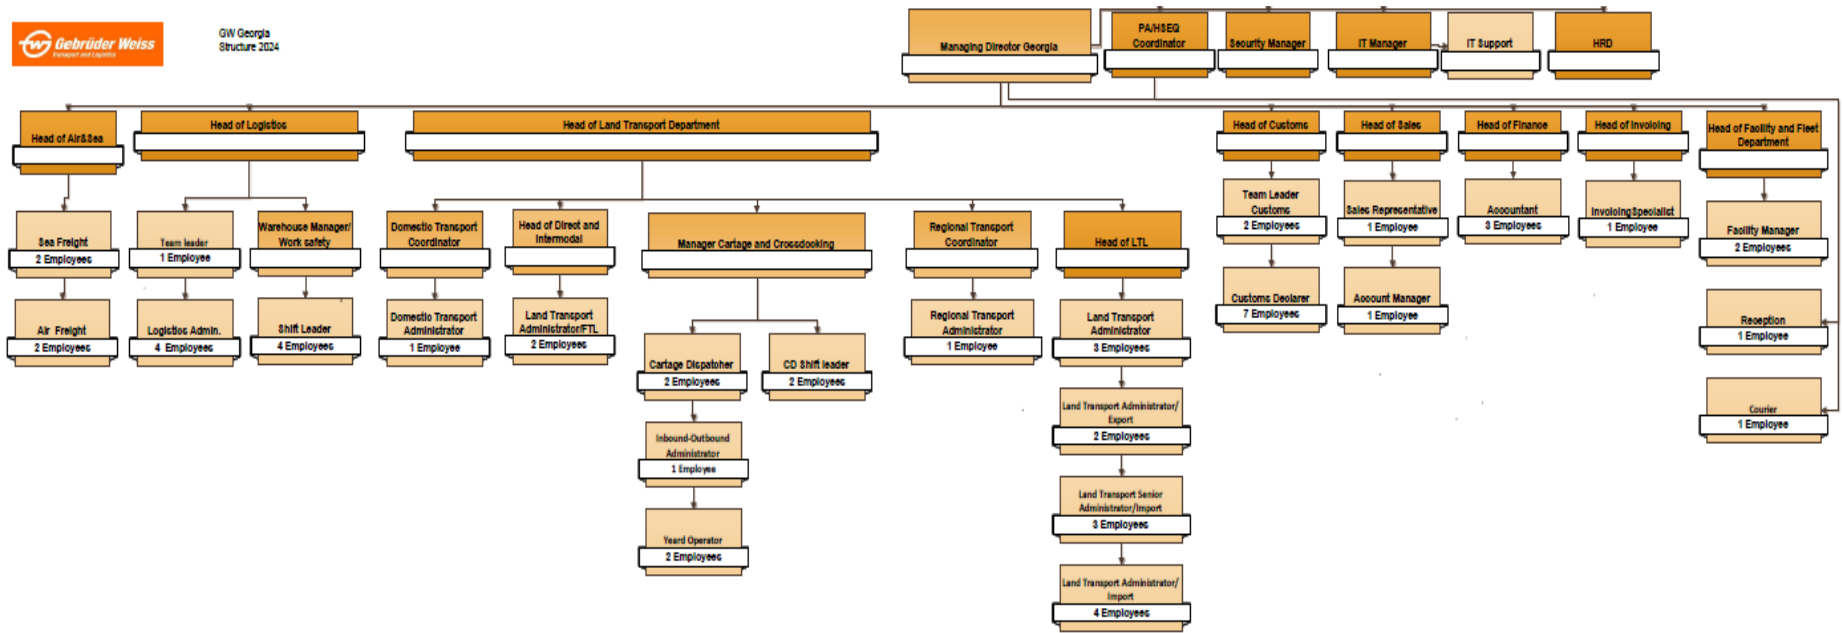 Gebrüder Weiss
Transport and Logistics
GW Georgia
Structure 2024
Managing Director Georgia
PA/HSEQ
Coordinator
Security Manager
IT Manager
IT Support
HRD
Head of Air&Sea
Head of Logistics
Head of Land Transport Department
Head of Customs
Head of Sales
Head of Finance
Head of Invoicing
Head of Facility and Fleet
Department
Sea Freight
2 Employees
Air Freight
2 Employees
Team leader
1 Employee
Logistics Admin.
4 Employees
Warehouse Manager/
Work safety
Shift Leader
4 Employees
Domestic Transport
Coordinator
Domestic Transport
Administrator
1 Employee
Head of Direct and
Intermodal
Land Transport
Administrator/FTL
2 Employees
Manager Cartage and Crossdocking
Cartage Dispatcher
2 Employees
Inbound-Outbound
Administrator
1 Employee
Yeard Operator
2 Employees
CD Shift leader
2 Employees
Regional Transport
Coordinator
Regional Transport
Administrator
1 Employee
Head of LTL
Land Transport
Administrator
3 Employees
Land Transport Administrator/
Export
2 Employees
Land Transport Senior
Administrator/Import
3 Employees
Land Transport Administrator/
Import
4 Employees
Team Leader
Customs
2 Employees
Customs Declarer
7 Employees
Sales Representative
1 Employee
Account Manager
1 Employee
Accountant
3 Employees
InvoicingSpecialist
1 Employee
Facility Manager
2 Employees
Reception
1 Employee
Courier
1 Employee